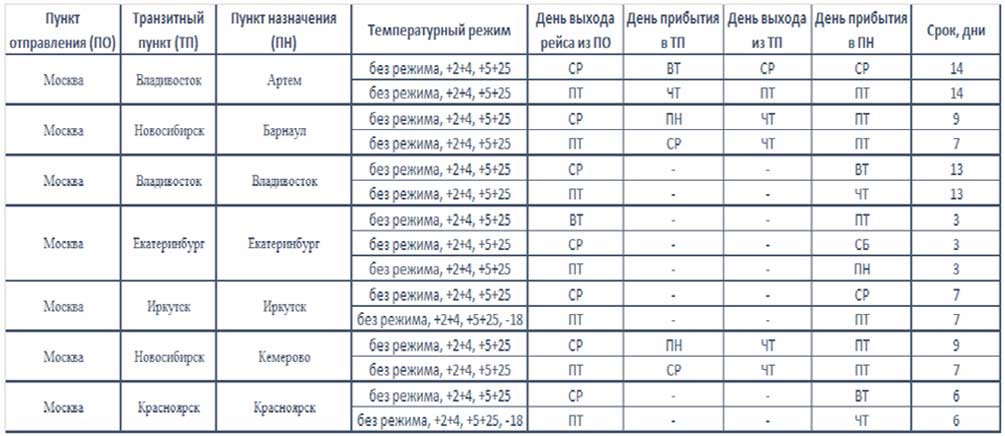 Пункт отправления (ПО) | Транзитный пункт (ТП) | Пункт назначения (ПН) | Температурный режим | День выхода рейса из ПО | День прибытия в ТП | День выхода из ТП | День прибытия в ПН | Срок, дни
Москва | Владивосток | Артем | без режима, +2+4, +5+25 | СР | ВТ | СР | СР | 14
без режима, +2+4, +5+25 | ПТ | ЧТ | ПТ | ПТ | 14
Москва | Новосибирск | Барнаул | без режима, +2+4, +5+25 | СР | ПН | ЧТ | ПТ | 9
без режима, +2+4, +5+25 | ПТ | СР | ЧТ | ПТ | 7
Москва | Владивосток | Владивосток | без режима, +2+4, +5+25 | СР | - | - | ВТ | 13
без режима, +2+4, +5+25 | ПТ | - | - | ЧТ | 13
Москва | Екатеринбург | Екатеринбург | без режима, +2+4, +5+25 | ВТ | - | - | ПТ | 3
без режима, +2+4, +5+25 | СР | - | - | СБ | 3
без режима, +2+4, +5+25 | ПТ | - | - | ПН | 3
Москва | Иркутск | Иркутск | без режима, +2+4, +5+25 | СР | - | - | СР | 7
без режима, +2+4, +5+25, -18 | ПТ | - | - | ПТ | 7
Москва | Новосибирск | Кемерово | без режима, +2+4, +5+25 | СР | ПН | ЧТ | ПТ | 9
без режима, +2+4, +5+25 | ПТ | СР | ЧТ | ПТ | 7
Москва | Красноярск | Красноярск | без режима, +2+4, +5+25 | СР | - | - | ВТ | 6
без режима, +2+4, +5+25, -18 | ПТ | - | - | ЧТ | 6